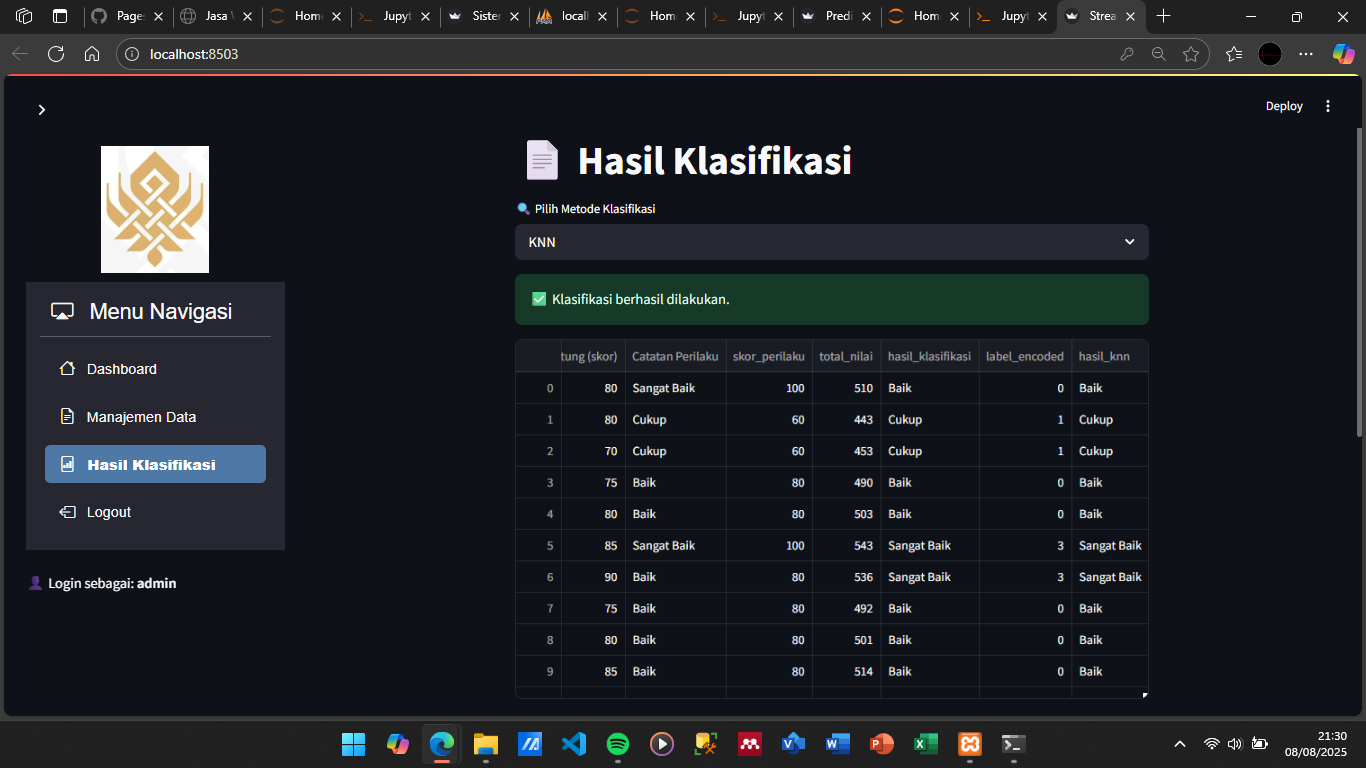 Page:
Jasa
Hom
Jupyt
Sister
locall
Hom
Jupyt
Predi
Hom
Jupyt
Strea
localhost:8503
Deploy
Hasil Klasifikasi
Pilih Metode Klasifikasi
KNN
Klasifikasi berhasil dilakukan.
Menu Navigasi
Dashboard
Manajemen Data
Hasil Klasifikasi
Logout
Login sebagai: admin
tung (skor) Catatan Perilaku skor_perilaku total_nilai hasil_klasifikasi label_encoded hasil_knn
0 80 Sangat Baik 100 510 Baik 0 Baik
1 80 Cukup 60 443 Cukup 1 Cukup
2 70 Cukup 60 453 Cukup 1 Cukup
3 75 Baik 80 490 Baik 0 Baik
4 80 Baik 80 503 Baik 0 Baik
5 85 Sangat Baik 100 543 Sangat Baik 3 Sangat Baik
6 90 Baik 80 536 Sangat Baik 3 Sangat Baik
7 75 Baik 80 492 Baik 0 Baik
8 80 Baik 80 501 Baik 0 Baik
9 85 Baik 80 514 Baik 0 Baik
21:30
08/08/2025